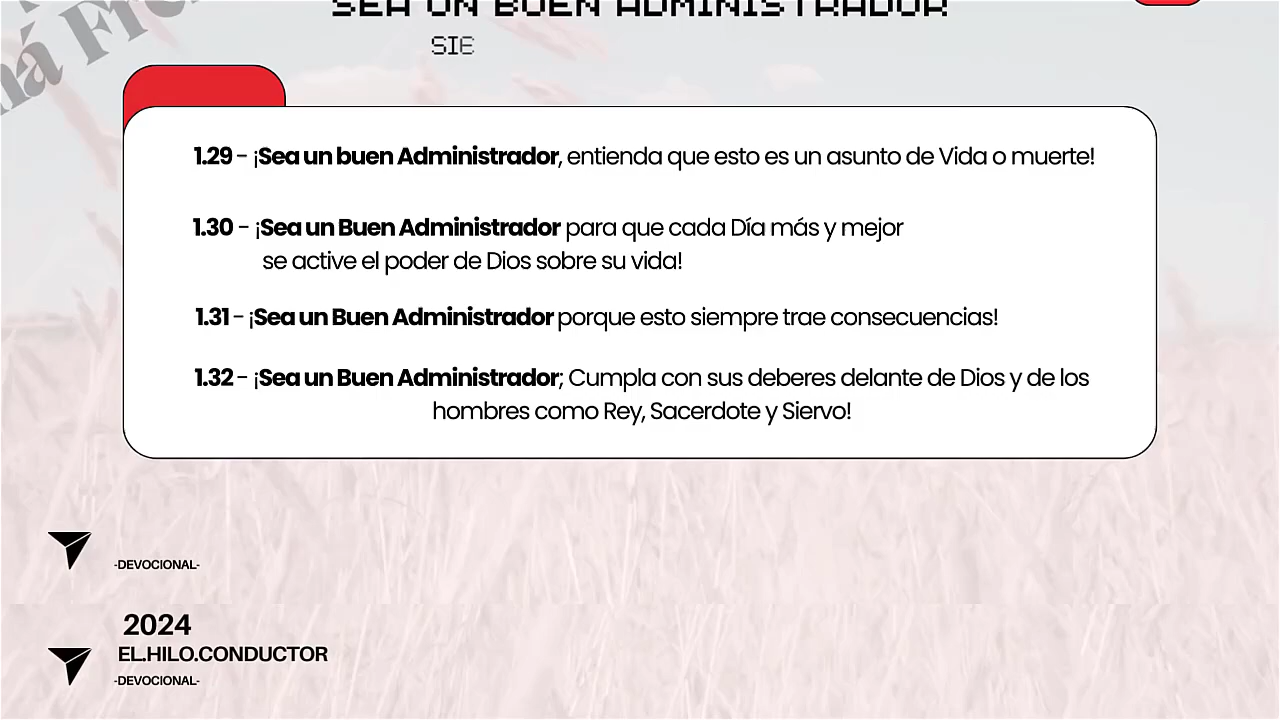 SEA UN BUEN ADMINISTRADOR
SIE
1.29 - ¡Sea un buen Administrador, entienda que esto es un asunto de Vida o muerte!
1.30 - ¡Sea un Buen Administrador para que cada Día más y mejor
se active el poder de Dios sobre su vida!
1.31 - ¡Sea un Buen Administrador porque esto siempre trae consecuencias!
1.32 - ¡Sea un Buen Administrador; Cumpla con sus deberes delante de Dios y de los
hombres como Rey, Sacerdote y Siervo!
-DEVOCIONAL-
2024
EL.HILO.CONDUCTOR
-DEVOCIONAL-